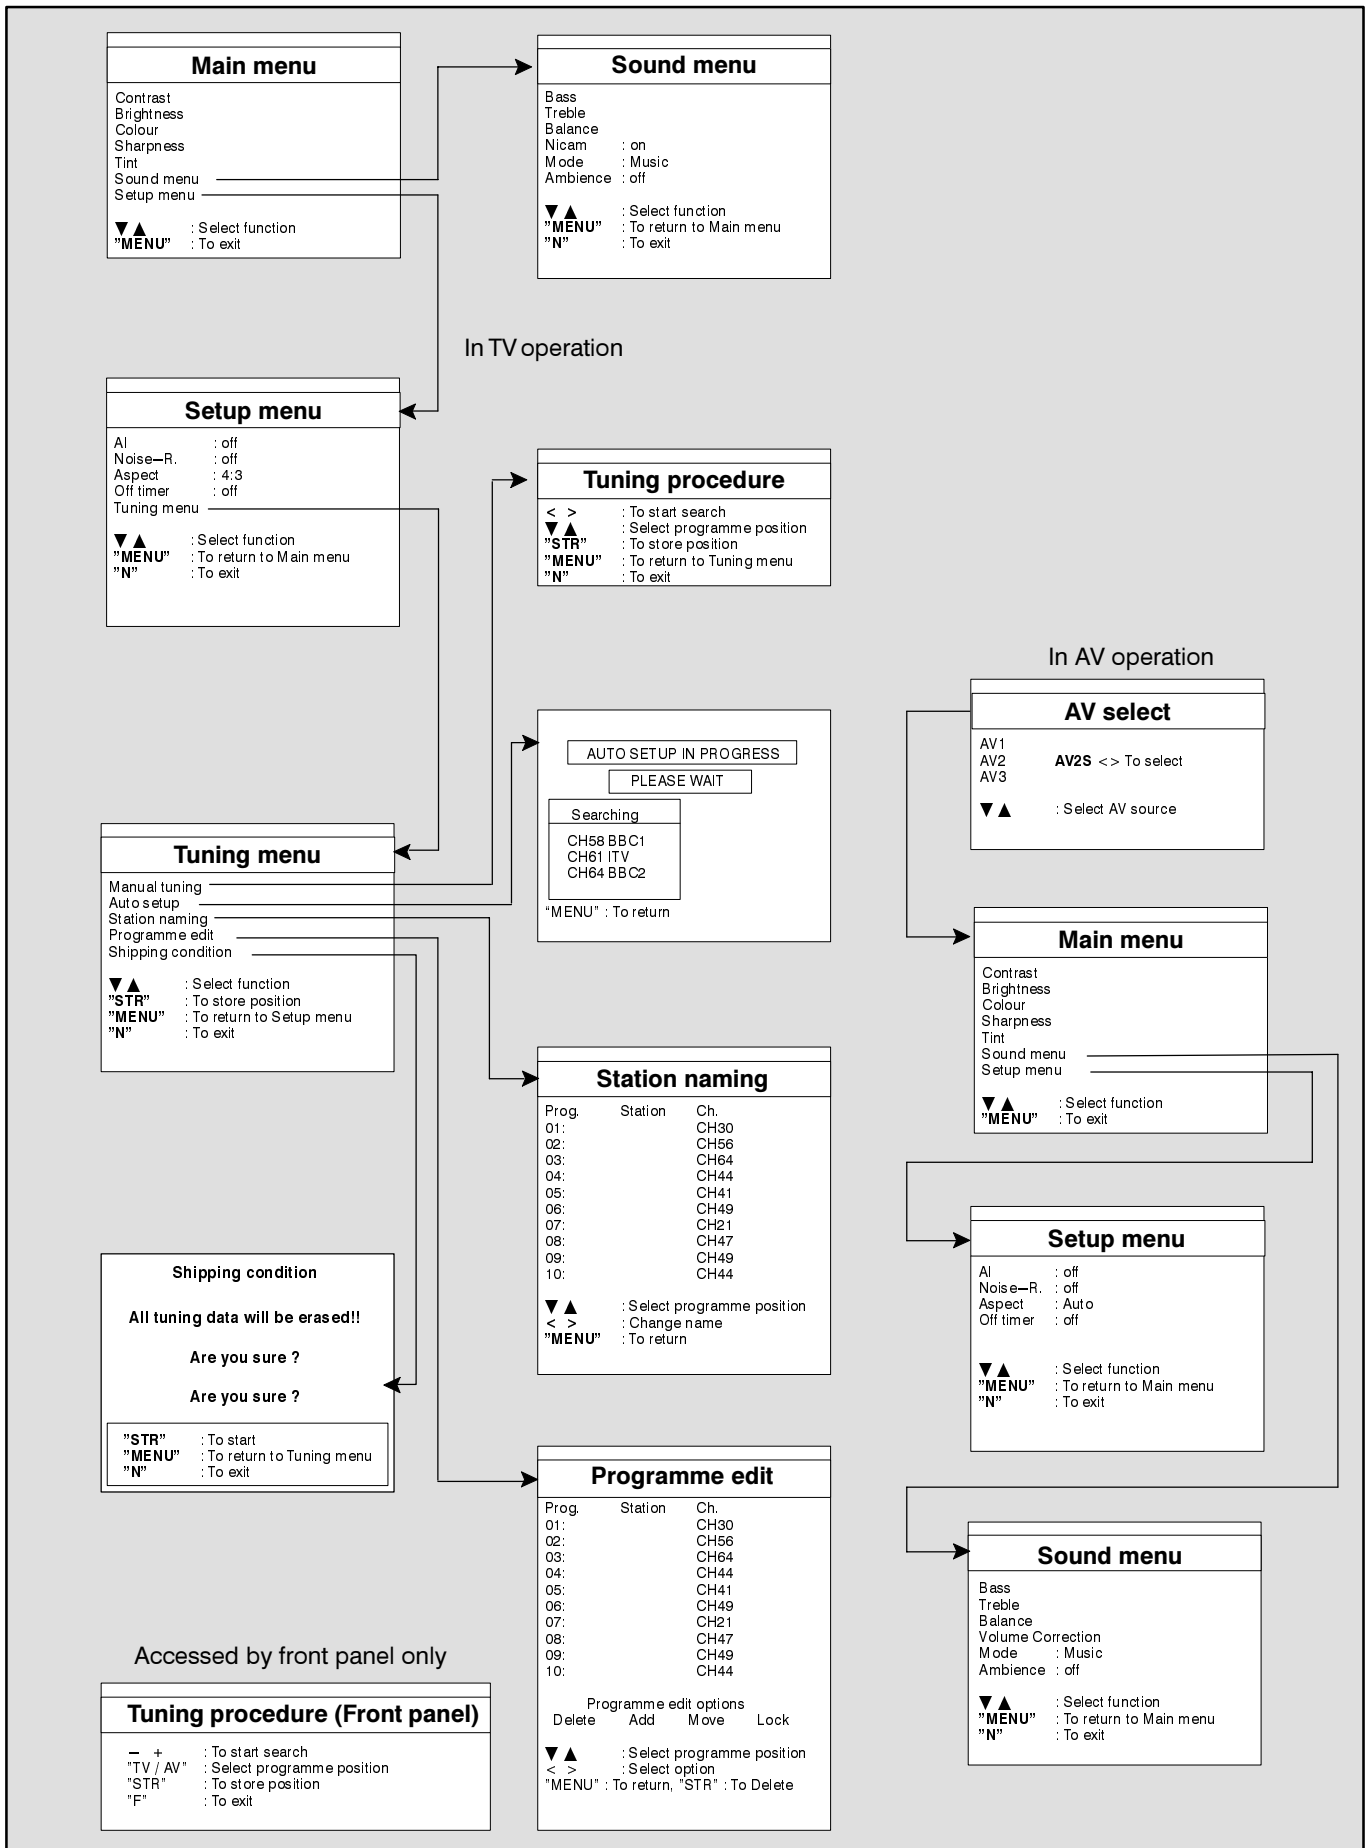 Main menu
Contrast
Brightness
Colour
Sharpness
Tint
Sound menu
Setup menu
▼ ▲ : Select function
"MENU" : To exit
Sound menu
Bass
Treble
Balance
Nicam : on
Mode : Music
Ambience : off
▼ ▲ : Select function
"MENU" : To return to Main menu
"N" : To exit
In TV operation
Setup menu
AI : off
Noise–R. : off
Aspect : 4:3
Off timer : off
Tuning menu
▼ ▲ : Select function
"MENU" : To return to Main menu
"N" : To exit
Tuning procedure
< > : To start search
▼ ▲ : Select programme position
"STR" : To store position
"MENU" : To return to Tuning menu
"N" : To exit
AUTO SETUP IN PROGRESS
PLEASE WAIT
Searching
CH58 BBC1
CH61 ITV
CH64 BBC2
"MENU" : To return
Tuning menu
Manual tuning
Auto setup
Station naming
Programme edit
Shipping condition
▼ ▲ : Select function
"STR" : To store position
"MENU" : To return to Setup menu
"N" : To exit
Station naming
Prog. Station Ch.
01: CH30
02: CH56
03: CH64
04: CH44
05: CH41
06: CH49
07: CH21
08: CH47
09: CH49
10: CH44
▼ ▲ : Select programme position
< > : Change name
"MENU" : To return
Shipping condition
All tuning data will be erased!!
Are you sure ?
Are you sure ?
"STR" : To start
"MENU" : To return to Tuning menu
"N" : To exit
Programme edit
Prog. Station Ch.
01: CH30
02: CH56
03: CH64
04: CH44
05: CH41
06: CH49
07: CH21
08: CH47
09: CH49
10: CH44
Programme edit options
Delete Add Move Lock
▼ ▲ : Select programme position
< > : Select option
"MENU" : To return, "STR" : To Delete
Accessed by front panel only
Tuning procedure (Front panel)
– + : To start search
"TV / AV" : Select programme position
"STR" : To store position
"F" : To exit
In AV operation
AV select
AV1
AV2 AV2S < > To select
AV3
▼ ▲ : Select AV source
Main menu
Contrast
Brightness
Colour
Sharpness
Tint
Sound menu
Setup menu
▼ ▲ : Select function
"MENU" : To exit
Setup menu
AI : off
Noise–R. : off
Aspect : Auto
Off timer : off
▼ ▲ : Select function
"MENU" : To return to Main menu
"N" : To exit
Sound menu
Bass
Treble
Balance
Volume Correction
Mode : Music
Ambience : off
▼ ▲ : Select function
"MENU" : To return to Main menu
"N" : To exit